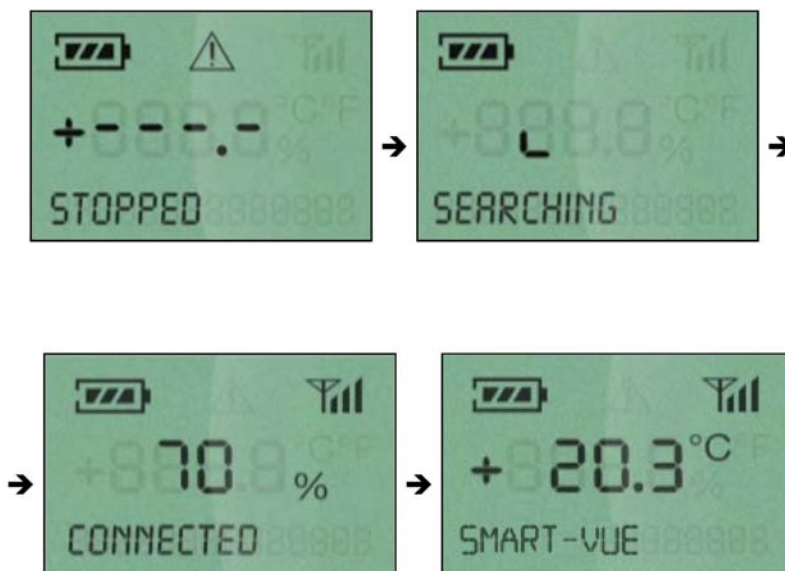 +---.-
STOPPED
SEARCHING
70 %
CONNECTED
+20.3 °C
SMART-VUE